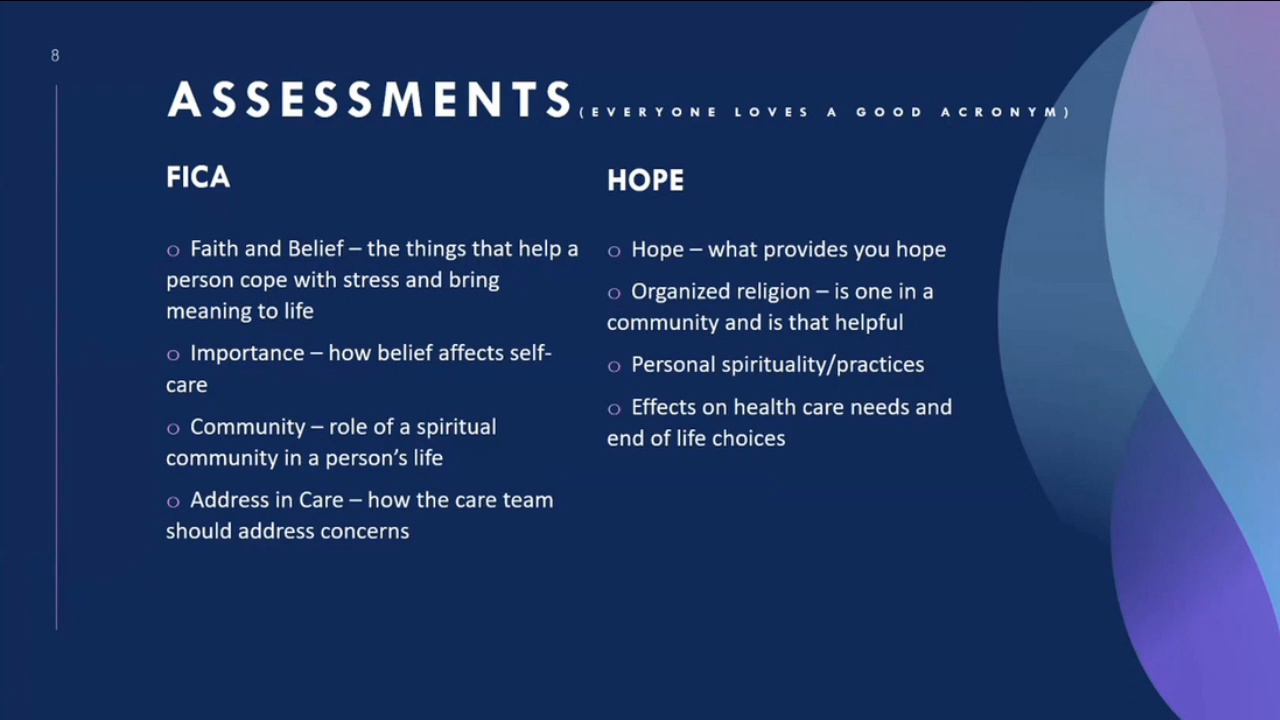 8
ASSESSMENTS (EVERYONE LOVES A GOOD ACRONYM)
FICA
o Faith and Belief – the things that help a
person cope with stress and bring
meaning to life
o Importance – how belief affects self-
care
o Community – role of a spiritual
community in a person's life
o Address in Care – how the care team
should address concerns
HOPE
o Hope – what provides you hope
o Organized religion – is one in a
community and is that helpful
o Personal spirituality/practices
o Effects on health care needs and
end of life choices